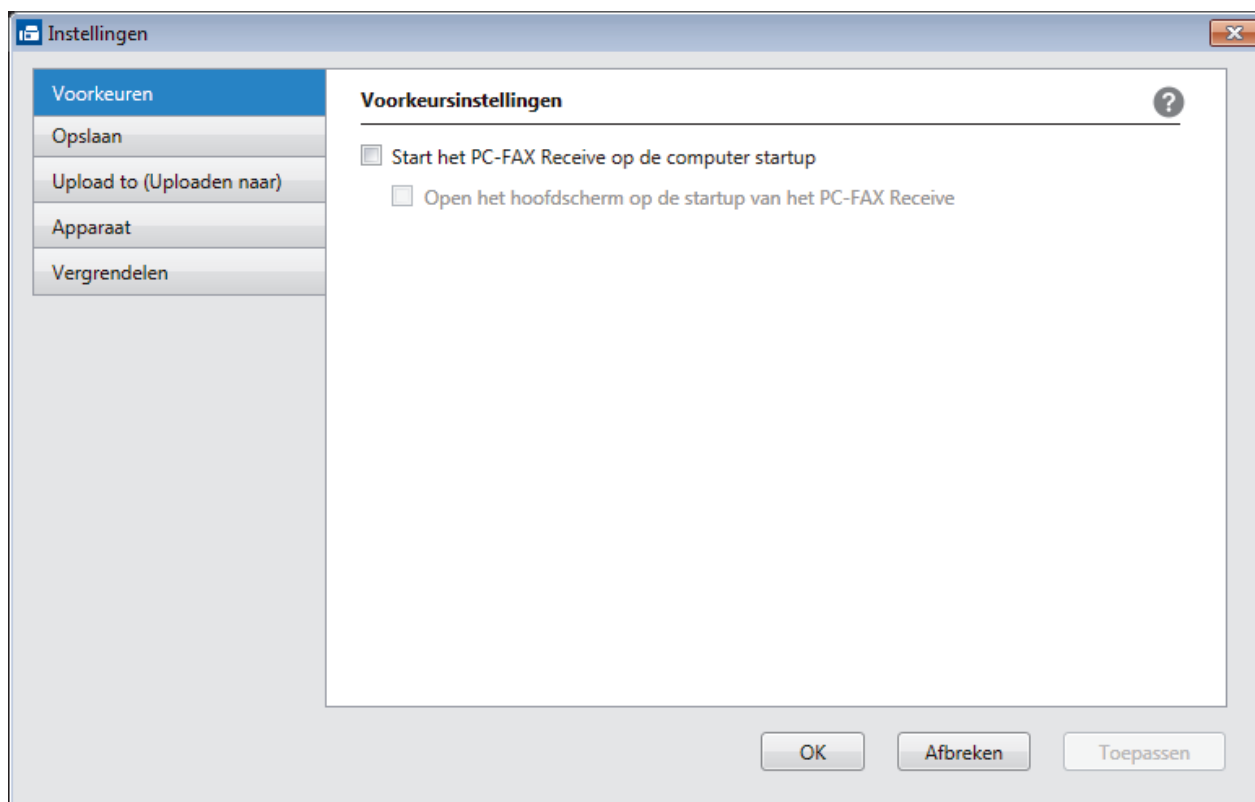 Instellingen
Voorkeuren
Opslaan
Upload to (Uploaden naar)
Apparaat
Vergrendelen
Voorkeursinstellingen
?
Start het PC-FAX Receive op de computer startup
Open het hoofdscherm op de startup van het PC-FAX Receive
OK
Afbreken
Toepassen